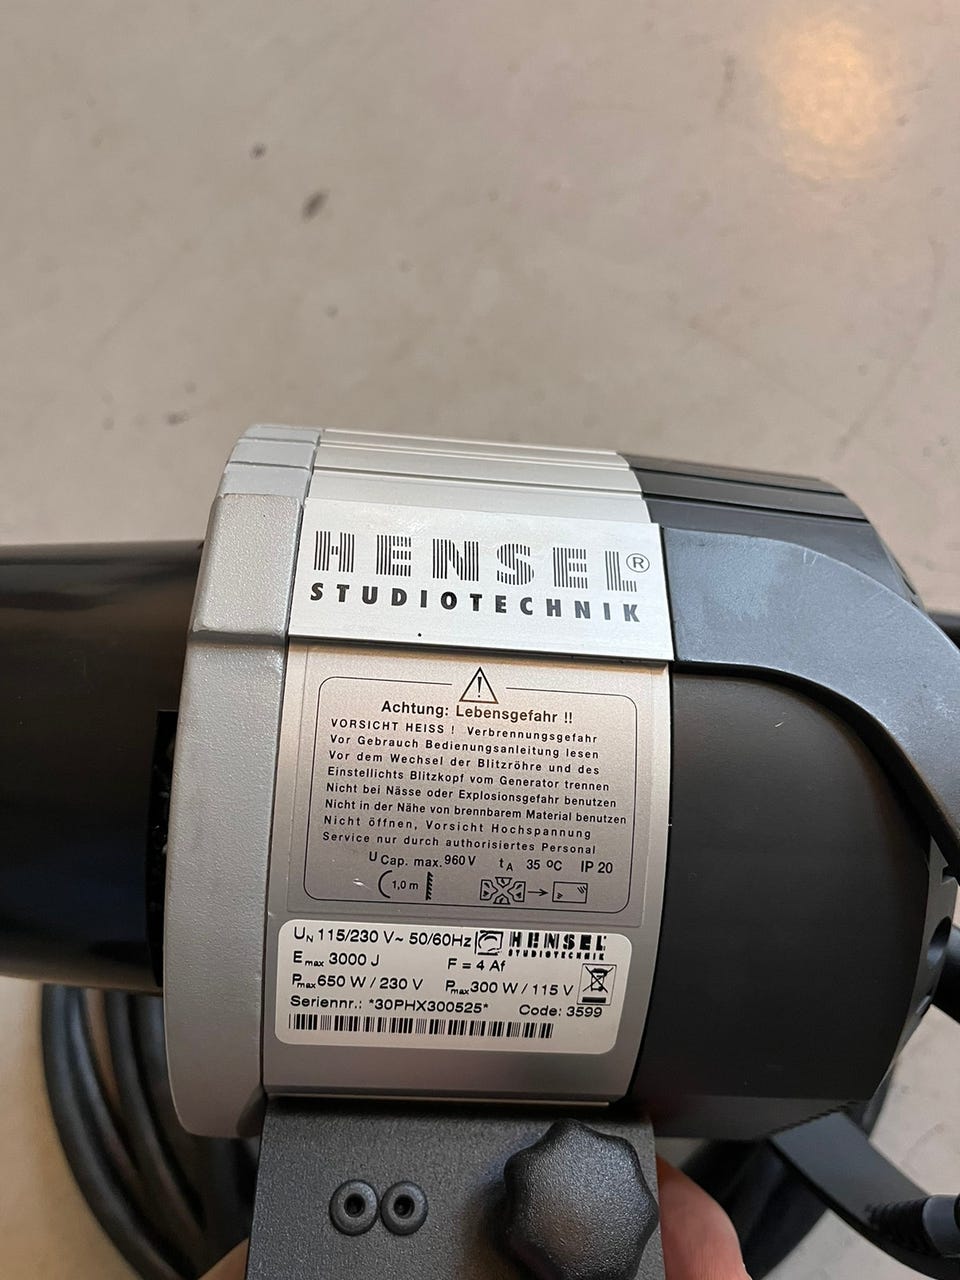 HENSEL®
STUDIOTECHNIK
Achtung: Lebensgefahr !!
VORSICHT HEISS ! Verbrennungsgefahr
Vor Gebrauch Bedienungsanleitung lesen
Vor dem Wechsel der Blitzröhre und des
Einstellichts Blitzkopf vom Generator trennen
Nicht bei Nässe oder Explosionsgefahr benutzen
Nicht in der Nähe von brennbarem Material benutzen
Nicht öffnen, Vorsicht Hochspannung
Service nur durch authorisiertes Personal
U Cap. max. 960 V tA 35 ºC IP 20
1,0 m
UN 115/230 V~ 50/60Hz HENSEL
STUDIOTECHNIK
Emax 3000 J F = 4 Af
Pmax 650 W / 230 V Pmax 300 W / 115 V
Seriennr.: *30PHX300525* Code: 3599